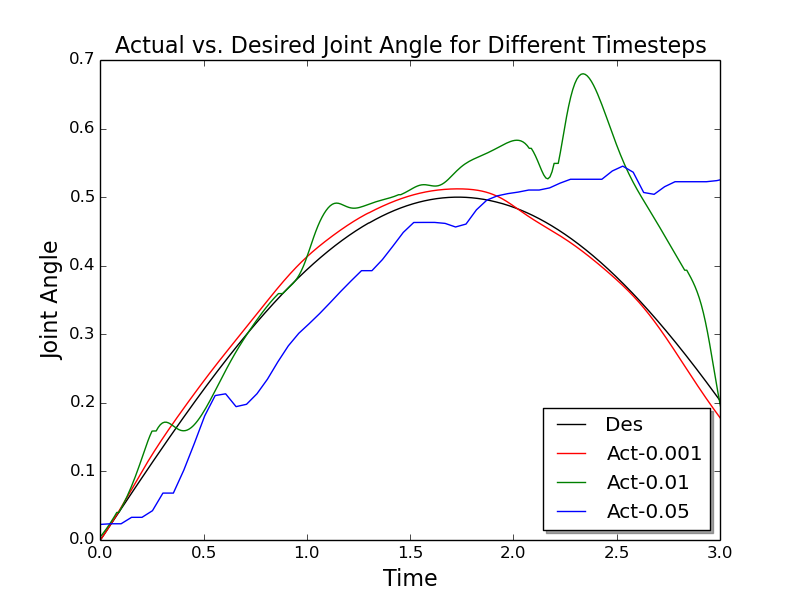 Actual vs. Desired Joint Angle for Different Timesteps
0.7
0.6
0.5
0.4
0.3
0.2
0.1
0.0
Joint Angle
Des
Act-0.001
Act-0.01
Act-0.05
0.0 0.5 1.0 1.5 2.0 2.5 3.0
Time